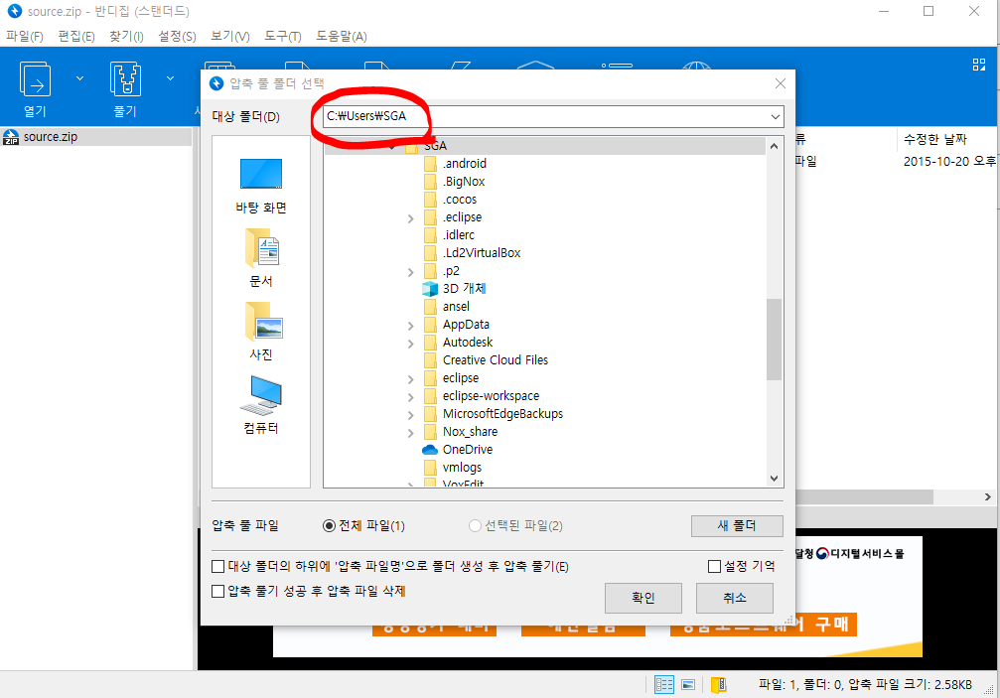 source.zip - 반디집 (스탠더드)
파일(F) 편집(E) 찾기(I) 설정(S) 보기(V) 도구(T) 도움말(A)
열기
풀기
source.zip
수정한 날짜
파일
2015-10-20 오후
압축 풀 폴더 선택
대상 폴더(D)
C:₩Users₩SGA
바탕 화면
문서
사진
컴퓨터
SGA
.android
.BigNox
.cocos
.eclipse
.idlerc
.Ld2VirtualBox
.p2
3D 개체
ansel
AppData
Autodesk
Creative Cloud Files
eclipse
eclipse-workspace
MicrosoftEdgeBackups
Nox_share
OneDrive
vmlogs
VoxEdit
압축 풀 파일
전체 파일(1)
선택된 파일(2)
새 폴더
대상 폴더의 하위에 '압축 파일명'으로 폴더 생성 후 압축 풀기(E)
설정 기억
압축 풀기 성공 후 압축 파일 삭제
확인
취소
달청 디지털서비스몰
구매
파일: 1, 폴더: 0, 압축 파일 크기: 2.58KB